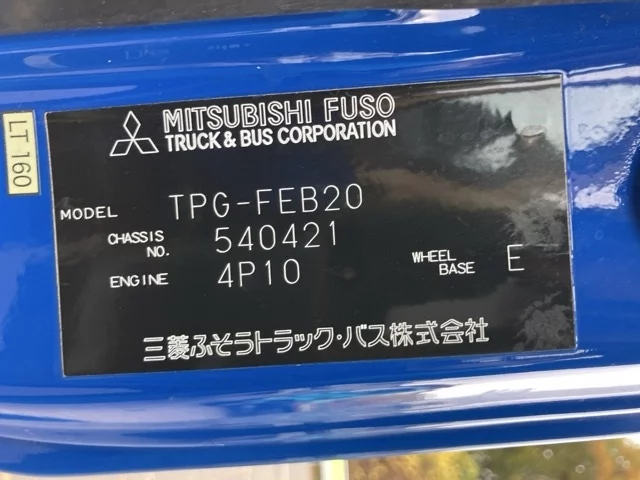 LT 160
MITSUBISHI FUSO
TRUCK & BUS CORPORATION
MODEL TPG-FEB20
CHASSIS NO. 540421
ENGINE 4P10 WHEEL BASE E
三菱ふそうトラック・バス株式会社